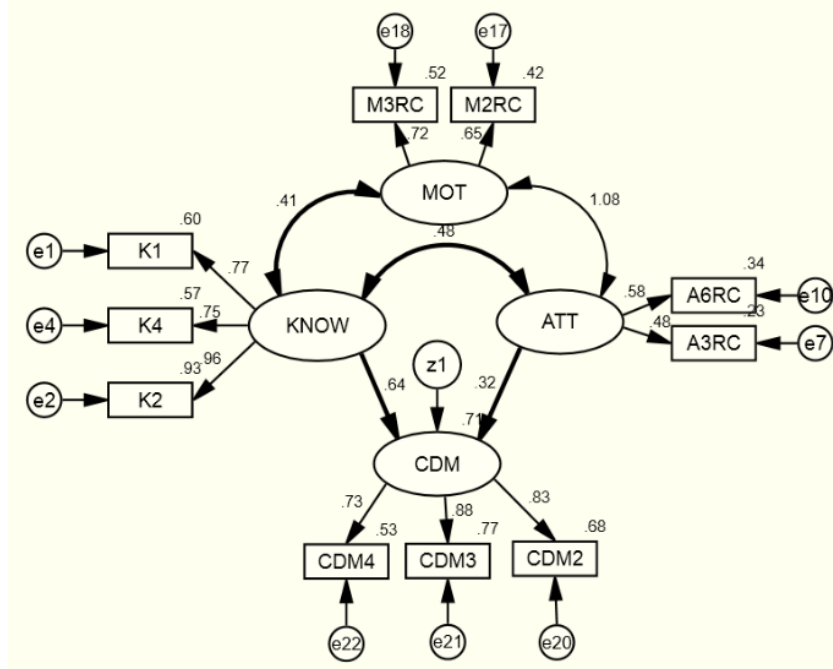 e18 e17
.52 .42
M3RC M2RC
.72 .65
MOT
.41 1.08
.48
.60
e1 K1
.77
.34
.57 .58 A6RC e10
e4 K4 .75 KNOW ATT
.48 .23
A3RC e7
.93 .96
e2 K2
z1
.64 .32
.71
CDM
.73 .88 .83
.53 .77 .68
CDM4 CDM3 CDM2
e22 e21 e20